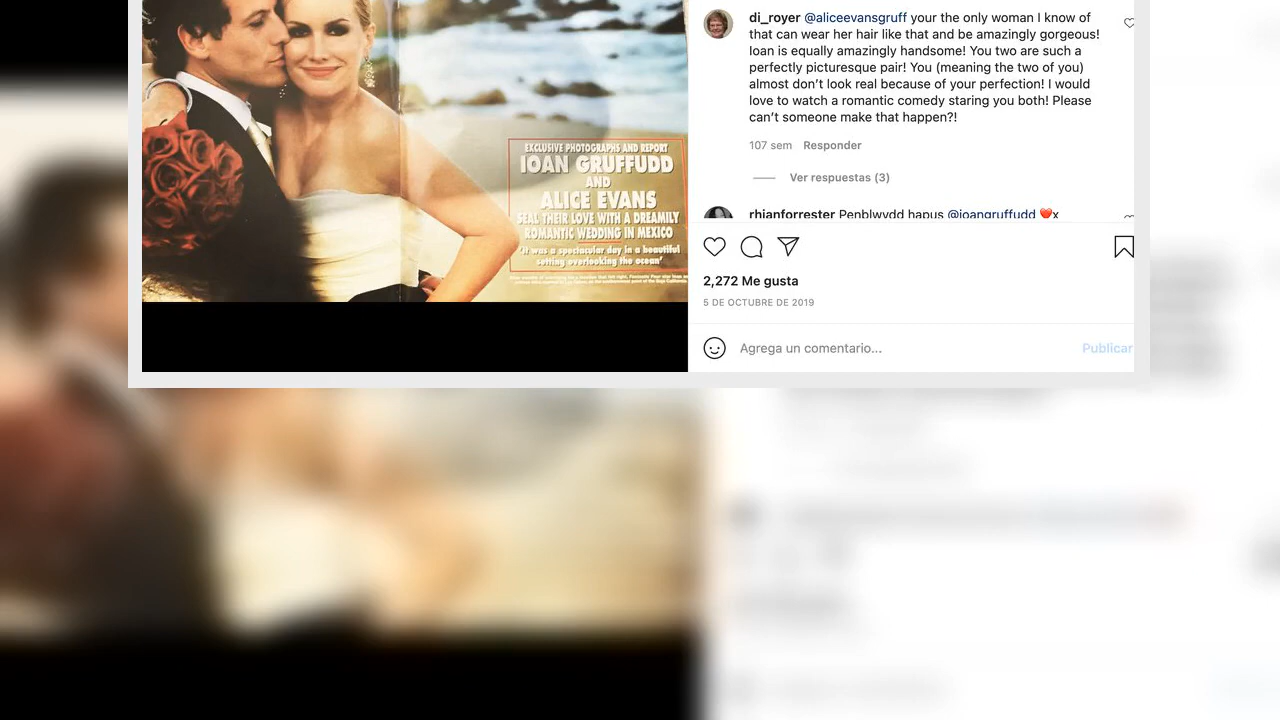 EXCLUSIVE PHOTOGRAPHS AND REPORT
IOAN GRUFFUDD
AND
ALICE EVANS
SEAL THEIR LOVE WITH A DREAMILY
ROMANTIC WEDDING IN MEXICO
'It was a spectacular day in a beautiful
setting overlooking the ocean'
di_royer @aliceevansgruff your the only woman I know of
that can wear her hair like that and be amazingly gorgeous!
Ioan is equally amazingly handsome! You two are such a
perfectly picturesque pair! You (meaning the two of you)
almost don't look real because of your perfection! I would
love to watch a romantic comedy staring you both! Please
can't someone make that happen?!
107 sem Responder
Ver respuestas (3)
rhianforrester Penblwydd hapus @ioangruffudd ❤️x
2,272 Me gusta
5 DE OCTUBRE DE 2019
Agrega un comentario...
Publicar